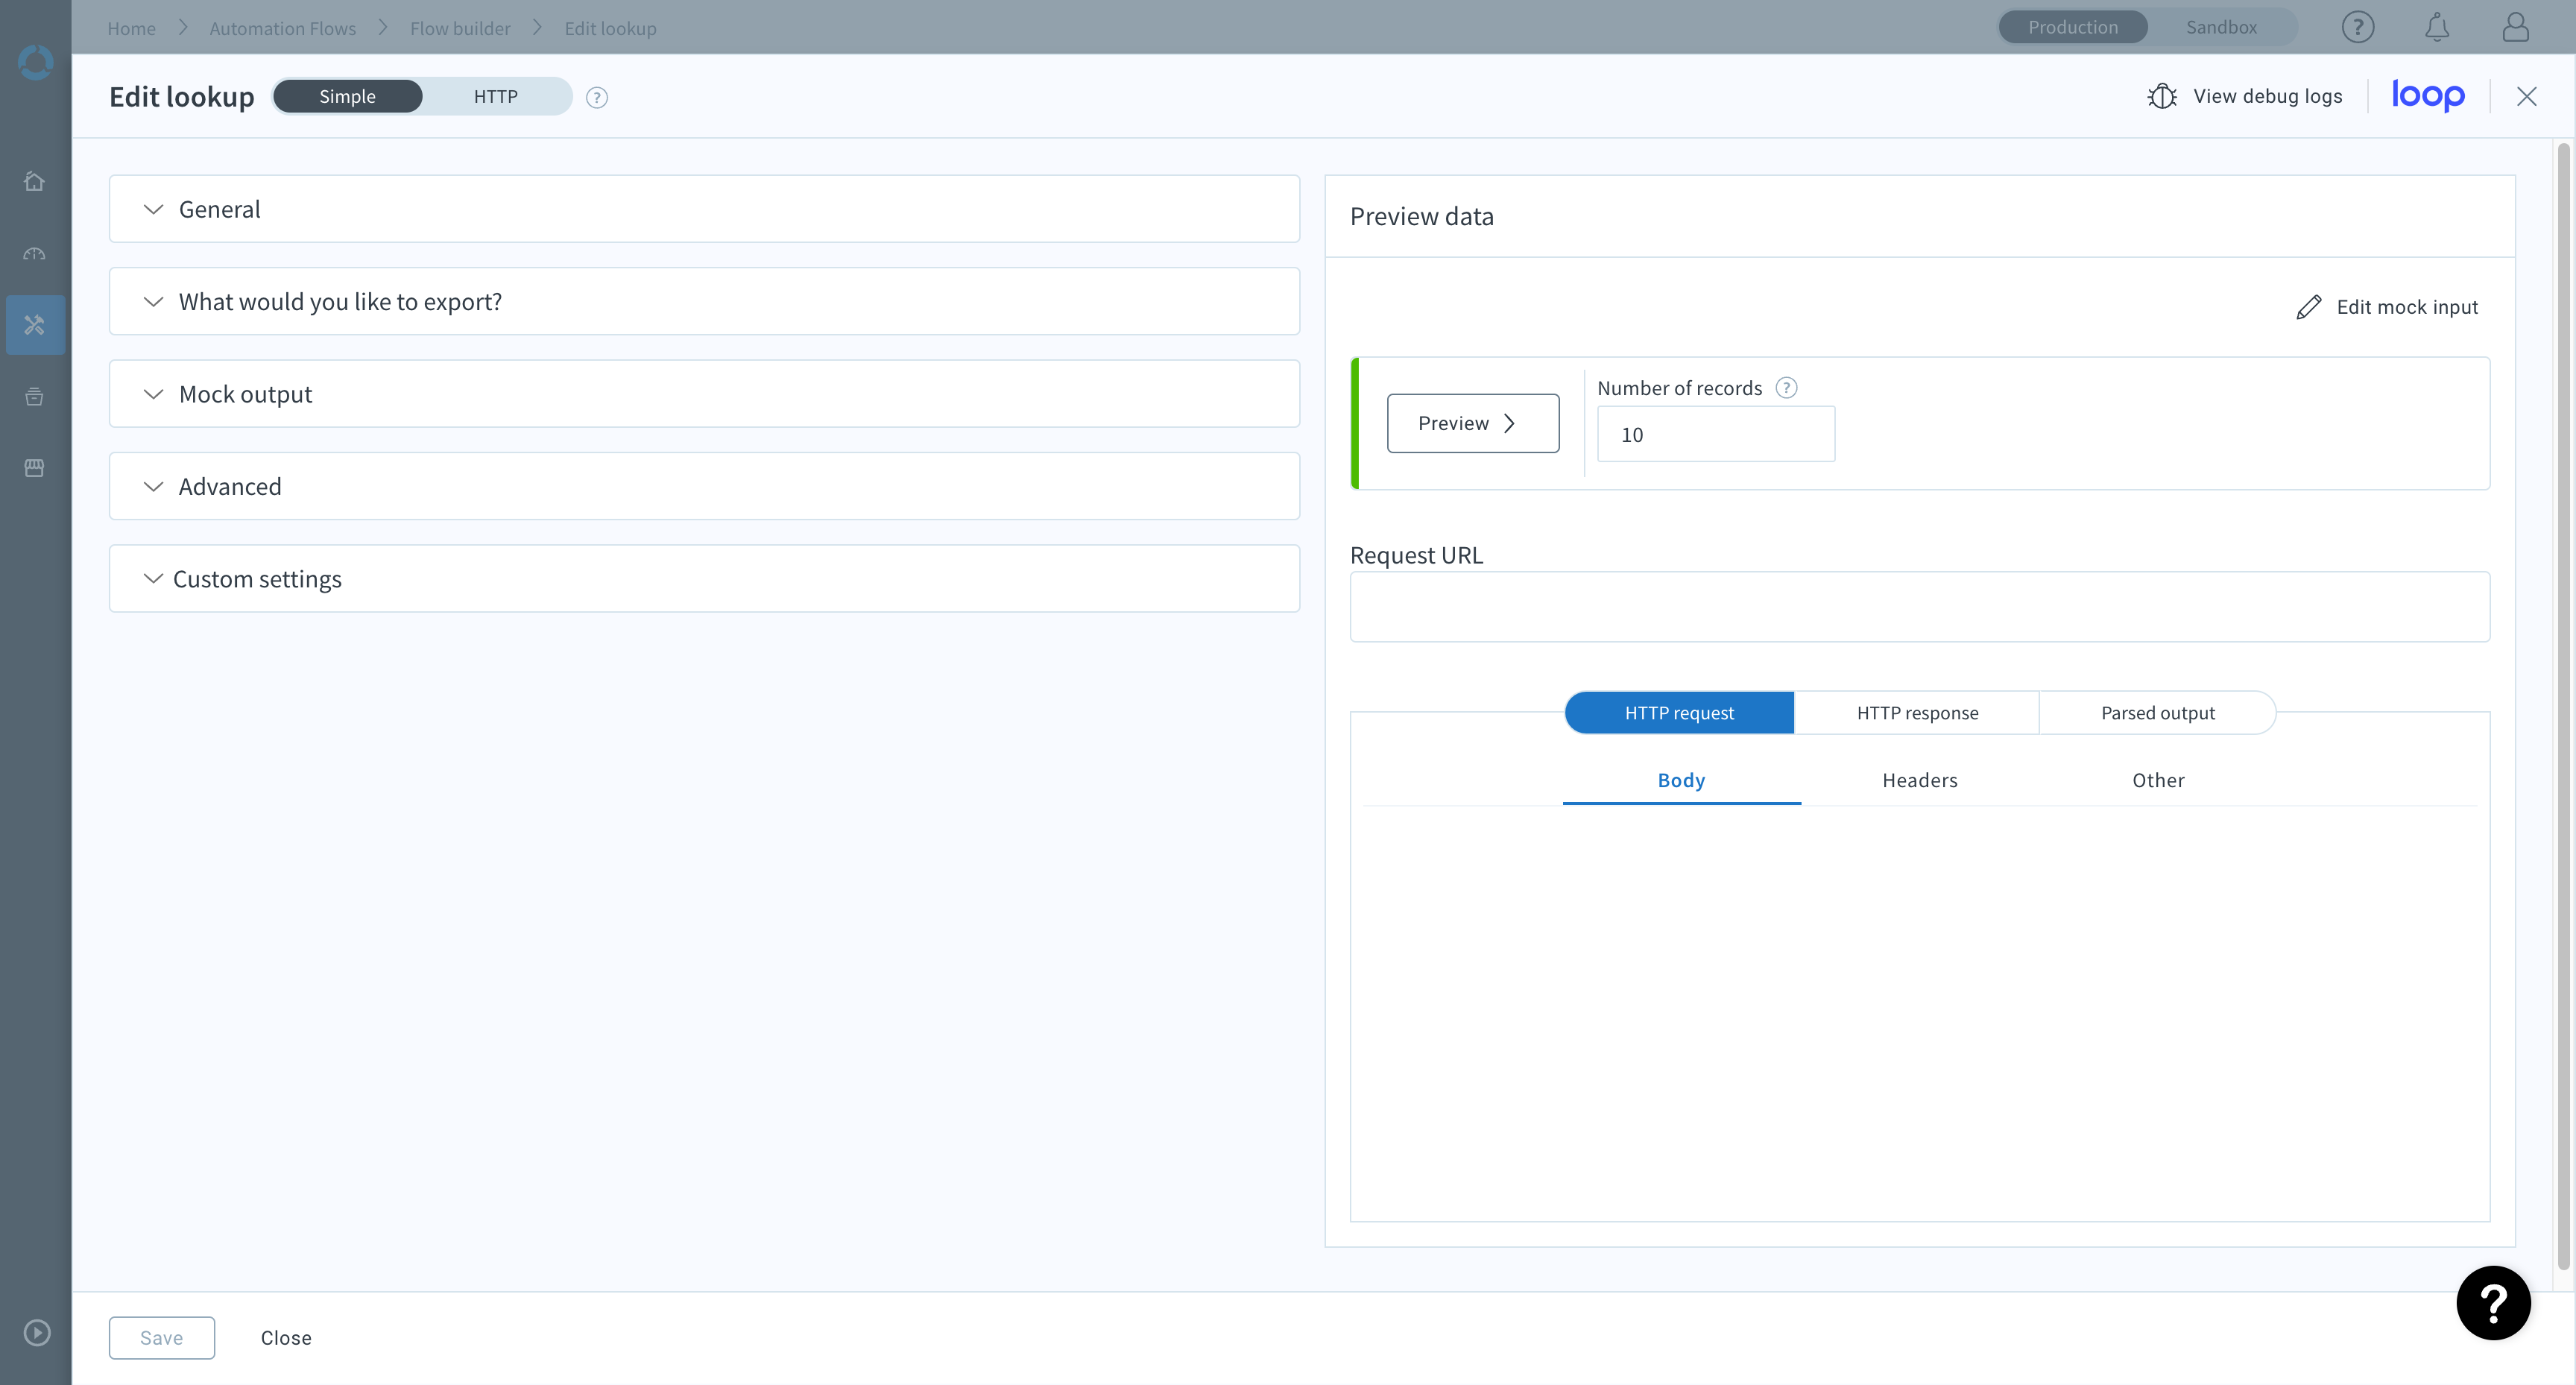 Home > Automation Flows > Flow builder > Edit lookup
Production Sandbox ?
Edit lookup Simple HTTP ?
View debug logs loop
General
What would you like to export?
Mock output
Advanced
Custom settings
Preview data
Edit mock input
Preview >
Number of records ?
10
Request URL
HTTP request HTTP response Parsed output
Body Headers Other
Save Close
?